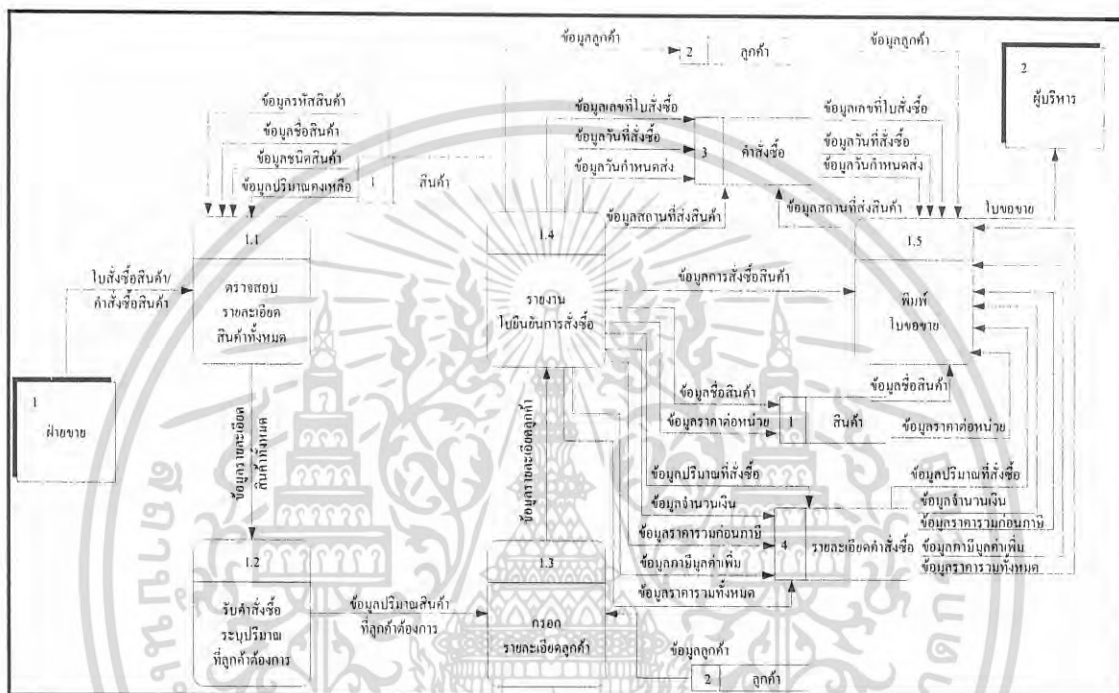 ข้อมูลลูกค้า
2 ลูกค้า
ข้อมูลลูกค้า
2
ผู้บริหาร
ข้อมูลรหัสสินค้า
ข้อมูลชื่อสินค้า
ข้อมูลชนิดสินค้า
ข้อมูลปริมาณคงเหลือ
1 สินค้า
ข้อมูลเลขที่ใบสั่งซื้อ
ข้อมูลวันที่สั่งซื้อ
ข้อมูลวันกำหนดส่ง
3 คำสั่งซื้อ
ข้อมูลสถานที่ส่งสินค้า
ข้อมูลเลขที่ใบสั่งซื้อ
ข้อมูลวันที่สั่งซื้อ
ข้อมูลวันกำหนดส่ง
ข้อมูลสถานที่ส่งสินค้า
ใบขอขาย
1.1
ตรวจสอบ
รายละเอียด
สินค้าทั้งหมด
1.4
รายงาน
ใบยืนยันการสั่งซื้อ
1.5
พิมพ์
ใบขอขาย
ใบสั่งซื้อสินค้า/
คำสั่งซื้อสินค้า
ข้อมูลการสั่งซื้อสินค้า
1
ฝ่ายขาย
ข้อมูลรายละเอียด
สินค้าทั้งหมด
ข้อมูลรายละเอียดลูกค้า
ข้อมูลชื่อสินค้า
ข้อมูลราคาต่อหน่วย
1 สินค้า
ข้อมูลชื่อสินค้า
ข้อมูลราคาต่อหน่วย
ข้อมูลปริมาณที่สั่งซื้อ
ข้อมูลจำนวนเงิน
ข้อมูลราคารวมก่อนภาษี
ข้อมูลภาษีมูลค่าเพิ่ม
ข้อมูลราคารวมทั้งหมด
4 รายละเอียดคำสั่งซื้อ
ข้อมูลปริมาณที่สั่งซื้อ
ข้อมูลจำนวนเงิน
ข้อมูลราคารวมก่อนภาษี
ข้อมูลภาษีมูลค่าเพิ่ม
ข้อมูลราคารวมทั้งหมด
1.2
รับคำสั่งซื้อ
ระบุปริมาณ
ที่ลูกค้าต้องการ
ข้อมูลปริมาณสินค้า
ที่ลูกค้าต้องการ
1.3
กรอก
รายละเอียดลูกค้า
ข้อมูลลูกค้า
2 ลูกค้า